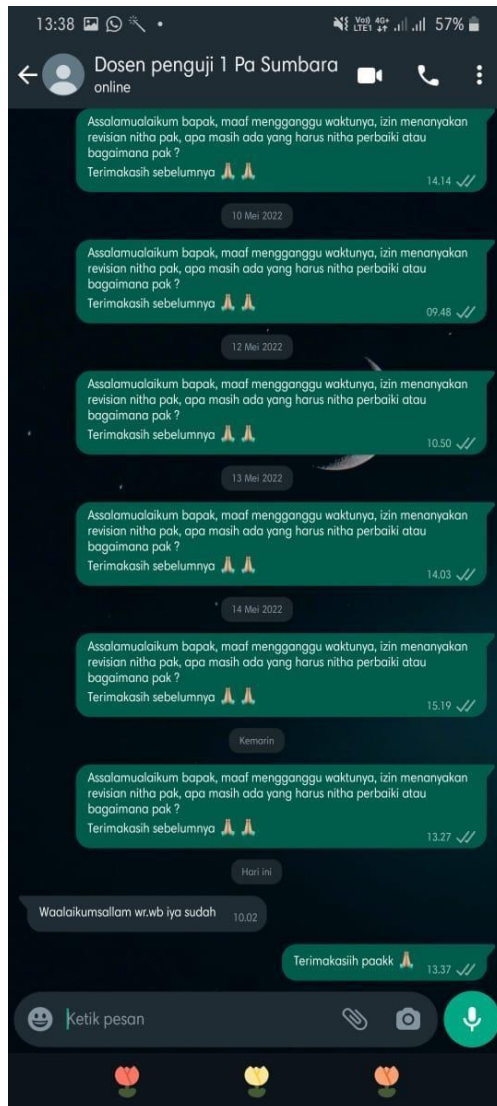 13:38
Vo)) 4G+
LTE1
57%
Dosen penguji 1 Pa Sumbara
online
Assalamualaikum bapak, maaf mengganggu waktunya, izin menanyakan
revisian nitha pak, apa masih ada yang harus nitha perbaiki atau
bagaimana pak ?
Terimakasih sebelumnya 🙏🏼 🙏🏼
14.14
10 Mei 2022
Assalamualaikum bapak, maaf mengganggu waktunya, izin menanyakan
revisian nitha pak, apa masih ada yang harus nitha perbaiki atau
bagaimana pak ?
Terimakasih sebelumnya 🙏🏼 🙏🏼
09.48
12 Mei 2022
Assalamualaikum bapak, maaf mengganggu waktunya, izin menanyakan
revisian nitha pak, apa masih ada yang harus nitha perbaiki atau
bagaimana pak ?
Terimakasih sebelumnya 🙏🏼 🙏🏼
10.50
13 Mei 2022
Assalamualaikum bapak, maaf mengganggu waktunya, izin menanyakan
revisian nitha pak, apa masih ada yang harus nitha perbaiki atau
bagaimana pak ?
Terimakasih sebelumnya 🙏🏼 🙏🏼
14.03
14 Mei 2022
Assalamualaikum bapak, maaf mengganggu waktunya, izin menanyakan
revisian nitha pak, apa masih ada yang harus nitha perbaiki atau
bagaimana pak ?
Terimakasih sebelumnya 🙏🏼 🙏🏼
15.19
Kemarin
Assalamualaikum bapak, maaf mengganggu waktunya, izin menanyakan
revisian nitha pak, apa masih ada yang harus nitha perbaiki atau
bagaimana pak ?
Terimakasih sebelumnya 🙏🏼 🙏🏼
13.27
Hari ini
Waalaikumsallam wr.wb iya sudah 10.02
Terimakasiih paakk 🙏🏼 13.37
Ketik pesan